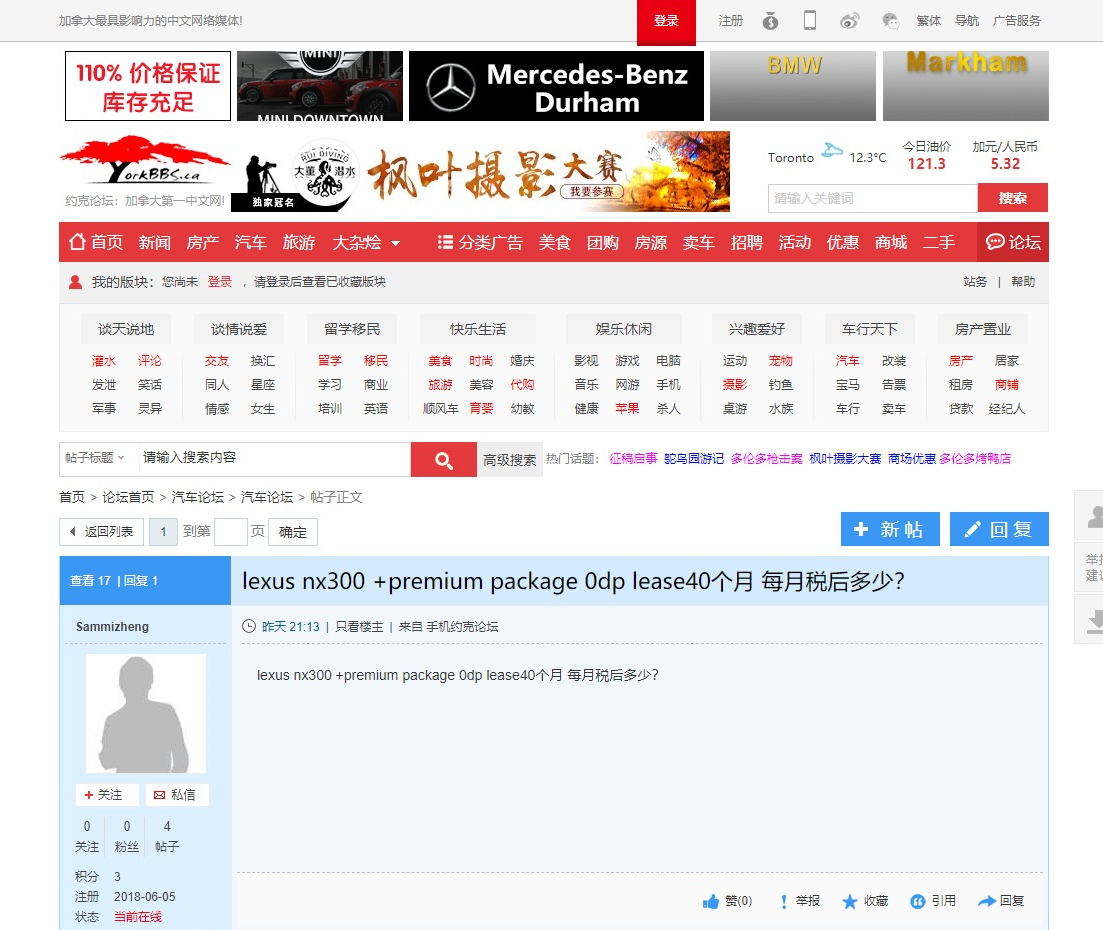 加拿大最具影响力的中文网络媒体!
登录 注册 繁体 导航 广告服务
110% 价格保证
库存充足
MINI
MINI DOWNTOWN
Mercedes-Benz
Durham
BMW
Markham
YorkBBS.ca
约克论坛：加拿大第一中文网!
独家冠名
RUI DIVING
大董 潜水
枫叶摄影大赛
我要参赛
Toronto 12.3°C
今日油价 加元/人民币
121.3 5.32
请输入关键词 搜索
首页 新闻 房产 汽车 旅游 大杂烩 分类广告 美食 团购 房源 卖车 招聘 活动 优惠 商城 二手 论坛
我的版块：您尚未 登录 ，请登录后查看已收藏版块 站务 | 帮助
谈天说地 谈情说爱 留学移民 快乐生活 娱乐休闲 兴趣爱好 车行天下 房产置业
灌水 评论 交友 换汇 留学 移民 美食 时尚 婚庆 影视 游戏 电脑 运动 宠物 汽车 改装 房产 居家
发泄 笑话 同人 星座 学习 商业 旅游 美容 代购 音乐 网游 手机 摄影 钓鱼 宝马 告票 租房 商铺
军事 灵异 情感 女生 培训 英语 顺风车 育婴 幼教 健康 苹果 杀人 桌游 水族 车行 卖车 贷款 经纪人
帖子标题 请输入搜索内容 高级搜索 热门话题： 征稿启事 鸵鸟园游记 多伦多枪击案 枫叶摄影大赛 商场优惠 多伦多烤鸭店
首页 > 论坛首页 > 汽车论坛 > 汽车论坛 > 帖子正文
返回列表 1 到第 页 确定
新帖 回复
举报
建议
查看 17 | 回复 1
lexus nx300 +premium package 0dp lease40个月 每月税后多少？
Sammizheng
昨天 21:13 | 只看楼主 | 来自 手机约克论坛
lexus nx300 +premium package 0dp lease40个月 每月税后多少？
+ 关注 私信
0 0 4
关注 粉丝 帖子
积分 3
注册 2018-06-05
状态 当前在线
赞(0) 举报 收藏 引用 回复